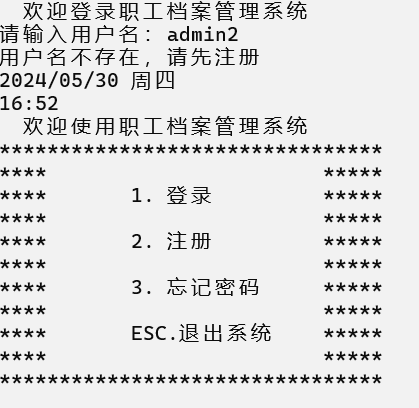 欢迎登录职工档案管理系统
请输入用户名：admin2
用户名不存在，请先注册
2024/05/30 周四
16:52
欢迎使用职工档案管理系统
********************************
**** *****
**** 1. 登录 *****
**** *****
**** 2. 注册 *****
**** *****
**** 3. 忘记密码 *****
**** *****
**** ESC.退出系统 *****
**** *****
********************************